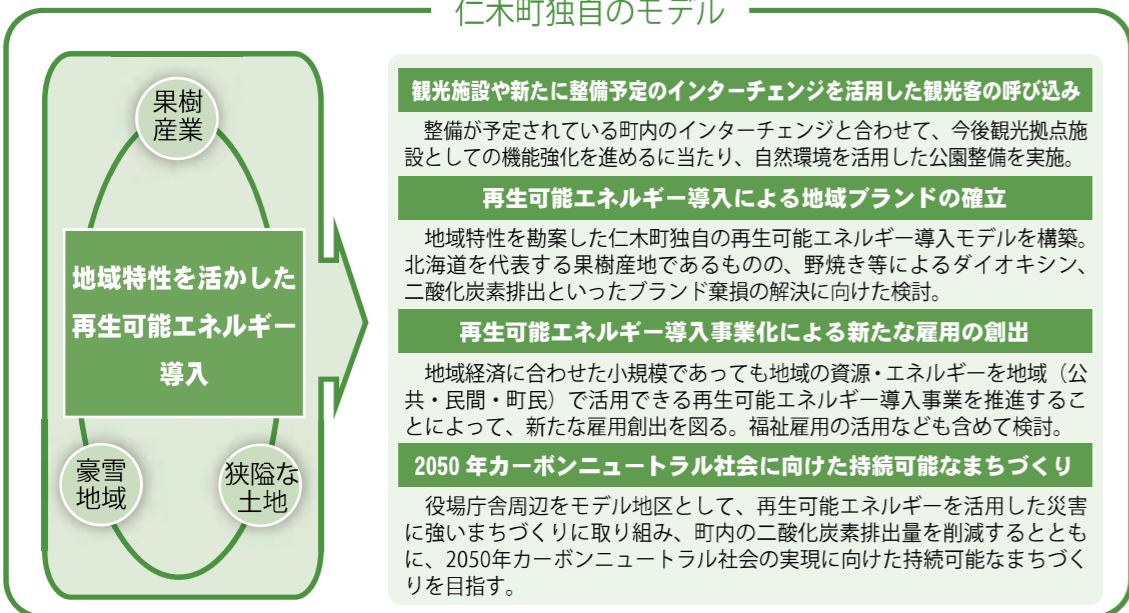 仁木町独自のモデル
果樹
産業
地域特性を活かした
再生可能エネルギー
導入
豪雪
地域
狭隘な
土地
観光施設や新たに整備予定のインターチェンジを活用した観光客の呼び込み
整備が予定されている町内のインターチェンジと合わせて、今後観光拠点施
設としての機能強化を進めるに当たり、自然環境を活用した公園整備を実施。
再生可能エネルギー導入による地域ブランドの確立
地域特性を勘案した仁木町独自の再生可能エネルギー導入モデルを構築。
北海道を代表する果樹産地であるものの、野焼き等によるダイオキシン、
二酸化炭素排出といったブランド棄損の解決に向けた検討。
再生可能エネルギー導入事業化による新たな雇用の創出
地域経済に合わせた小規模であっても地域の資源・エネルギーを地域（公
共・民間・町民）で活用できる再生可能エネルギー導入事業を推進するこ
とによって、新たな雇用創出を図る。福祉雇用の活用なども含めて検討。
2050 年カーボンニュートラル社会に向けた持続可能なまちづくり
役場庁舎周辺をモデル地区として、再生可能エネルギーを活用した災害
に強いまちづくりに取り組み、町内の二酸化炭素排出量を削減するととも
に、2050年カーボンニュートラル社会の実現に向けた持続可能なまちづく
りを目指す。